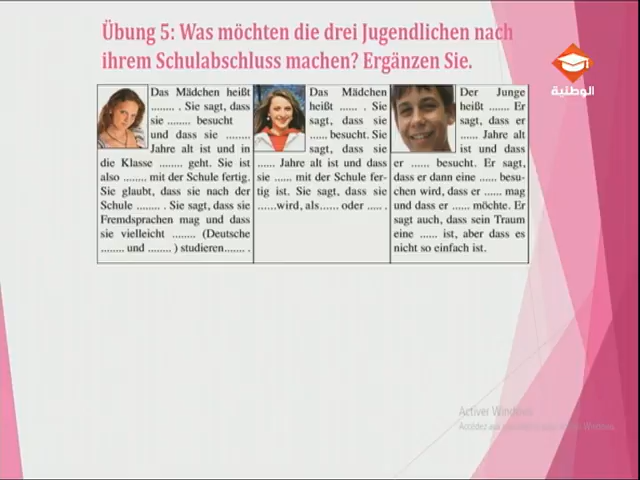 Übung 5: Was möchten die drei Jugendlichen nach
ihrem Schulabschluss machen? Ergänzen Sie.
الوطنية
Das Mädchen heißt
........ . Sie sagt, dass
sie ........ besucht
und dass sie .......
Jahre alt ist und in
die Klasse ........ geht. Sie ist
also ........ mit der Schule fertig.
Sie glaubt, dass sie nach der
Schule ........ . Sie sagt, dass sie
Fremdsprachen mag und dass
sie vielleicht ........ (Deutsche
........ und ........ ) studieren....... .
Das Mädchen
heißt ...... . Sie
sagt, dass sie
...... besucht. Sie
sagt, dass sie
...... Jahre alt ist und dass
sie ...... mit der Schule fer-
tig ist. Sie sagt, dass sie
......wird, als...... oder ..... .
Der Junge
heißt ...... Er
sagt, dass er
...... Jahre alt
ist und dass
er ...... besucht. Er sagt,
dass er dann eine ...... besu-
chen wird, dass er ...... mag
und dass er ...... möchte. Er
sagt auch, dass sein Traum
eine ...... ist, aber dass es
nicht so einfach ist.
Activer Windows